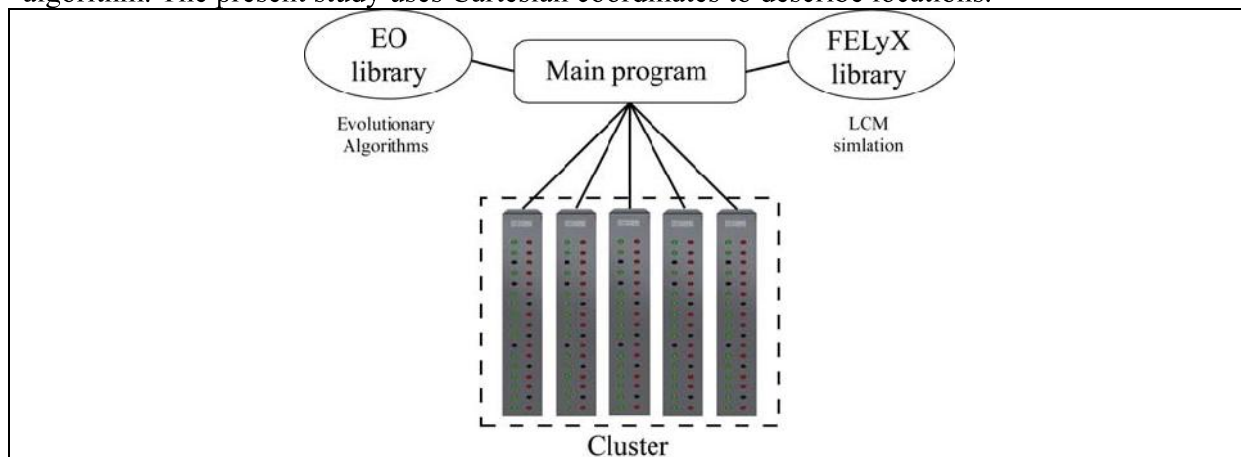 algorithm. The present study uses Cartesian coordinates to describe locations.
EO
library
Main program
FELyX
library
Evolutionary
Algorithms
LCM
simlation
Cluster